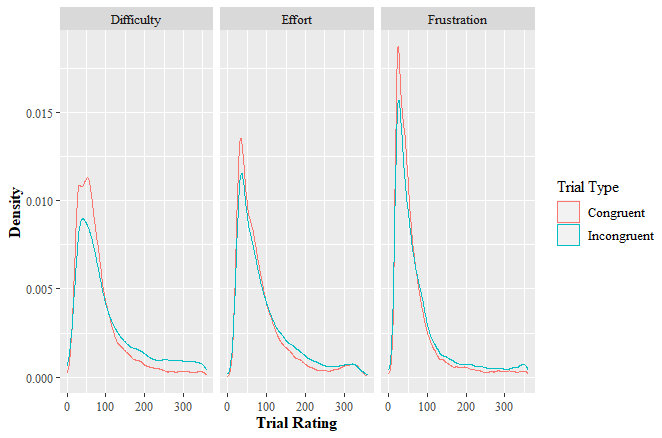 Difficulty Effort Frustration
0.015
0.010
0.005
0.000
Density
0 100 200 300 0 100 200 300 0 100 200 300
Trial Rating
Trial Type
Congruent
Incongruent